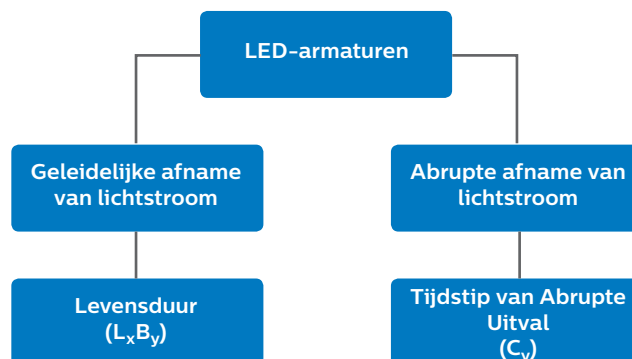 LED-armaturen
Geleidelijke afname
van lichtstroom
Abrupte afname van
lichtstroom
Levensduur
(LxBy)
Tijdstip van Abrupte
Uitval
(Cy)